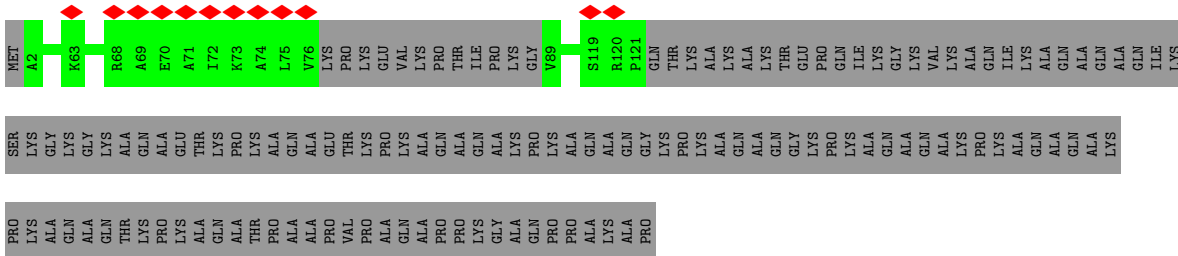 MET A2 K63 R68 A69 E70 A71 I72 K73 A74 L75 V76 LYS PRO LYS GLU VAL LYS PRO THR ILE PRO LYS GLY V89 S119 R120 P121 GLN THR LYS ALA LYS ALA LYS THR GLU PRO GLN ILE LYS GLY LYS VAL LYS ALA GLN ILE LYS ALA GLN ALA GLN ALA GLN ILE LYS
SER LYS GLY LYS GLY LYS ALA GLN ALA GLU THR LYS PRO LYS ALA GLN ALA GLU THR LYS PRO LYS ALA GLN ALA GLN ALA LYS PRO LYS ALA GLN ALA GLN GLY LYS PRO LYS ALA GLN ALA GLN GLY LYS PRO LYS ALA GLN ALA GLN ALA LYS PRO LYS ALA GLN ALA GLN ALA LYS
PRO LYS ALA GLN ALA GLN THR LYS PRO LYS ALA GLN ALA THR PRO ALA ALA PRO VAL PRO ALA GLN ALA PRO PRO LYS GLY ALA GLN PRO PRO ALA LYS ALA PRO